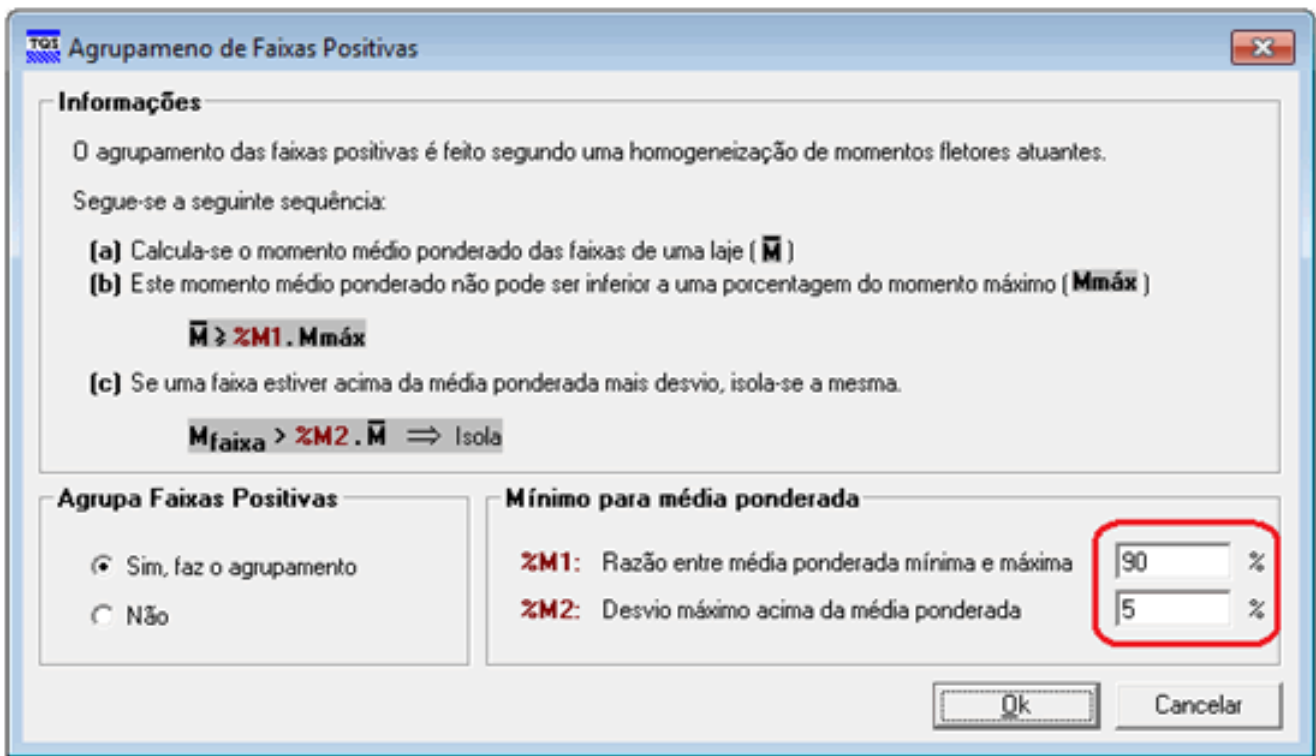 TQS Agrupameno de Faixas Positivas
Informações
O agrupamento das faixas positivas é feito segundo uma homogeneização de momentos fletores atuantes.
Segue-se a seguinte sequência:
(a) Calcula-se o momento médio ponderado das faixas de uma laje ( M̅ )
(b) Este momento médio ponderado não pode ser inferior a uma porcentagem do momento máximo ( Mmáx )
M̅ ≥ %M1 . Mmáx
(c) Se uma faixa estiver acima da média ponderada mais desvio, isola-se a mesma.
Mfaixa > %M2 . M̅ ⇒ Isola
Agrupa Faixas Positivas
Sim, faz o agrupamento
Não
Mínimo para média ponderada
%M1: Razão entre média ponderada mínima e máxima 90 %
%M2: Desvio máximo acima da média ponderada 5 %
Ok Cancelar